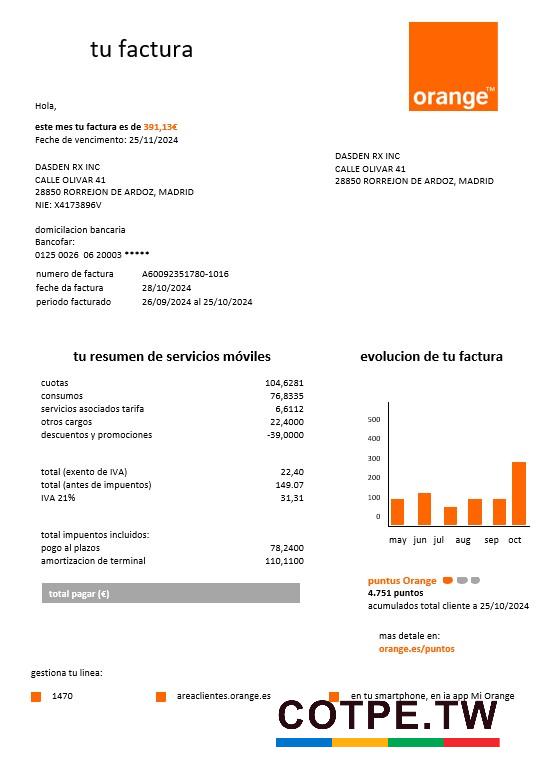 tu factura
orange™
Hola,
este mes tu factura es de 391,13€
Feche de vencimento: 25/11/2024
DASDEN RX INC
CALLE OLIVAR 41
28850 RORREJON DE ARDOZ, MADRID
NIE: X4173896V
DASDEN RX INC
CALLE OLIVAR 41
28850 RORREJON DE ARDOZ, MADRID
domicilacion bancaria
Bancofar:
0125 0026 06 20003 *****
numero de factura A60092351780-1016
feche da factura 28/10/2024
periodo facturado 26/09/2024 al 25/10/2024
tu resumen de servicios móviles
cuotas 104,6281
consumos 76,8335
servicios asociados tarifa 6,6112
otros cargos 22,4000
descuentos y promociones -39,0000
total (exento de IVA) 22,40
total (antes de impuentos) 149.07
IVA 21% 31,31
total impuentos incluidos:
pogo al plazos 78,2400
amortizacion de terminal 110,1100
total pagar (€)
evolucion de tu factura
500
400
300
200
100
0
may jun jul aug sep oct
puntus Orange
4.751 puntos
acumulados total cliente a 25/10/2024
mas detale en:
orange.es/puntos
gestiona tu linea:
1470 areaclientes.orange.es en tu smartphone, en ia app Mi Orange
COTPE.TW